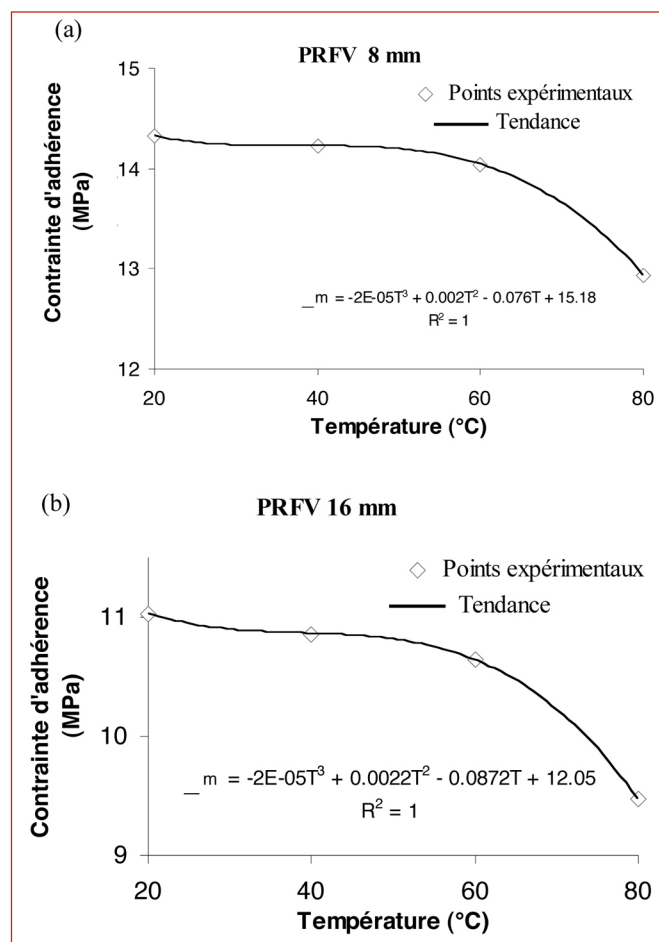 (a)
PRFV 8 mm
15
14
13
12
Contrainte d'adhérence
(MPa)
Points expérimentaux
Tendance
_m = -2E-05T³ + 0.002T² - 0.076T + 15.18
R² = 1
20
40
60
80
Température (°C)
(b)
PRFV 16 mm
11
10
9
Contrainte d'adhérence
(MPa)
Points expérimentaux
Tendance
_m = -2E-05T³ + 0.0022T² - 0.0872T + 12.05
R² = 1
20
40
60
80
Température (°C)